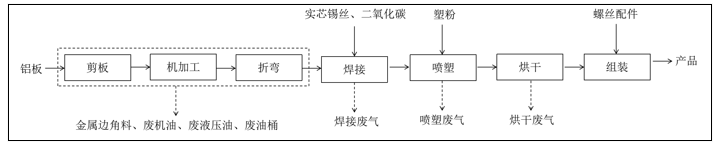 实芯锡丝、二氧化碳
塑粉
螺丝配件
铝板
剪板
机加工
折弯
焊接
喷塑
烘干
组装
产品
金属边角料、废机油、废液压油、废油桶
焊接废气
喷塑废气
烘干废气